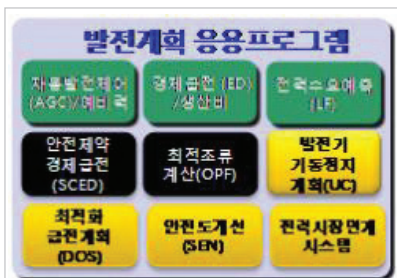 발전계획 응용프로그램
자동발전제어
(AGC)/예비력
경제급전(ED)
/생산비
전력수요예측
(LF)
안전제약
경제급전
(SCED)
최적조류
계산(OPF)
발전기
기동정지
계획(UC)
최적화
급전계획
(DOS)
안전도개선
(SEN)
전력시장연계
시스템